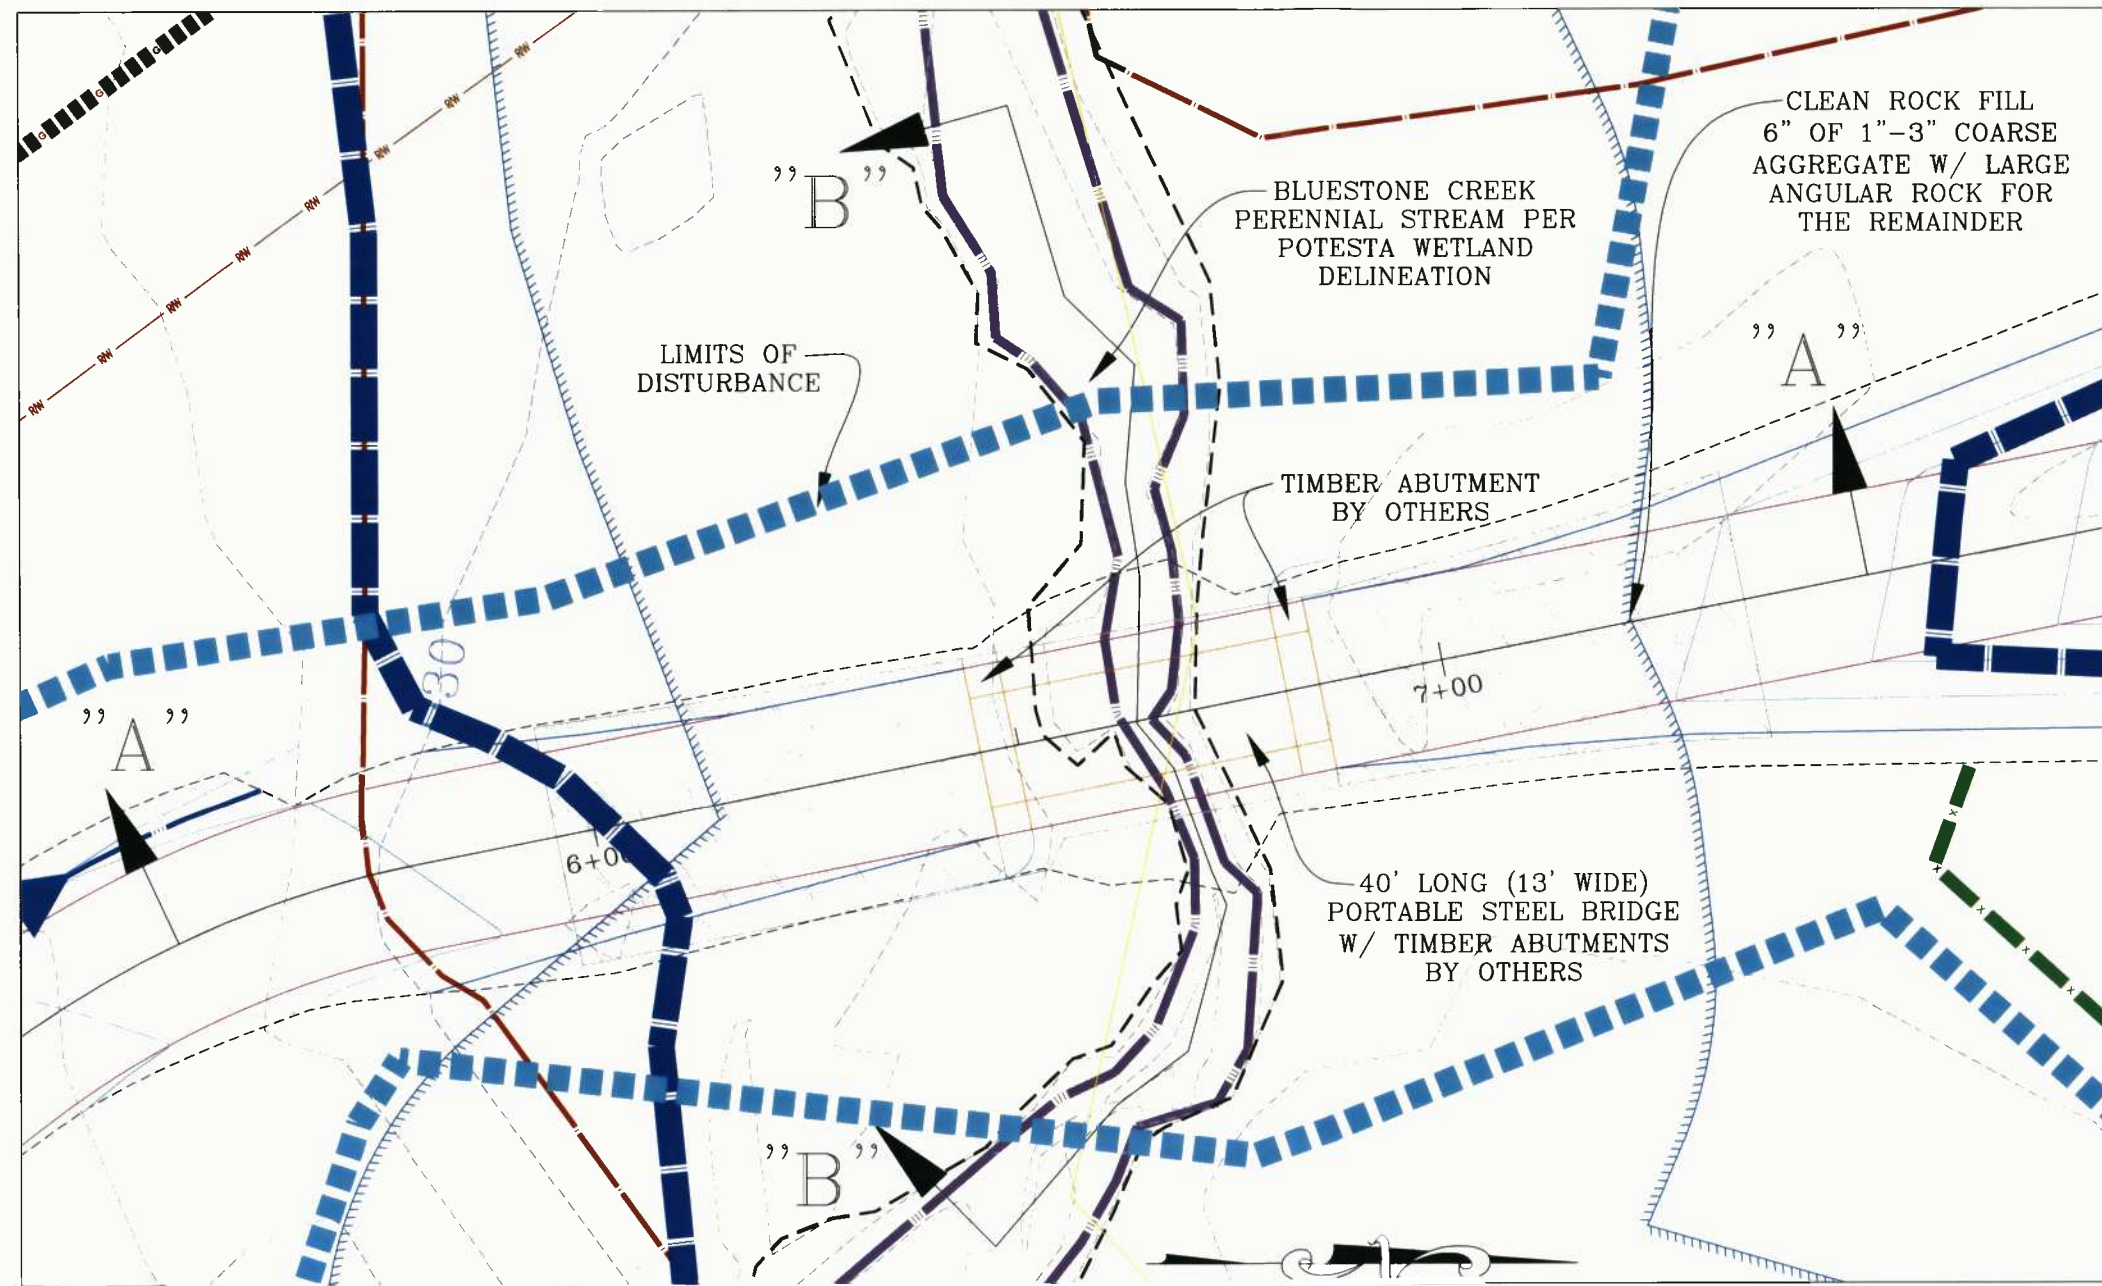 G
G
R/W
R/W
R/W
R/W
R/W
R/W
R/W
R/W
CLEAN ROCK FILL
6" OF 1"-3" COARSE
AGGREGATE W/ LARGE
ANGULAR ROCK FOR
THE REMAINDER
"B"
BLUESTONE CREEK
PERENNIAL STREAM PER
POTESTA WETLAND
DELINEATION
LIMITS OF
DISTURBANCE
"A"
TIMBER ABUTMENT
BY OTHERS
30
7+00
"A"
6+00
40' LONG (13' WIDE)
PORTABLE STEEL BRIDGE
W/ TIMBER ABUTMENTS
BY OTHERS
x
x
x
x
x
"B"